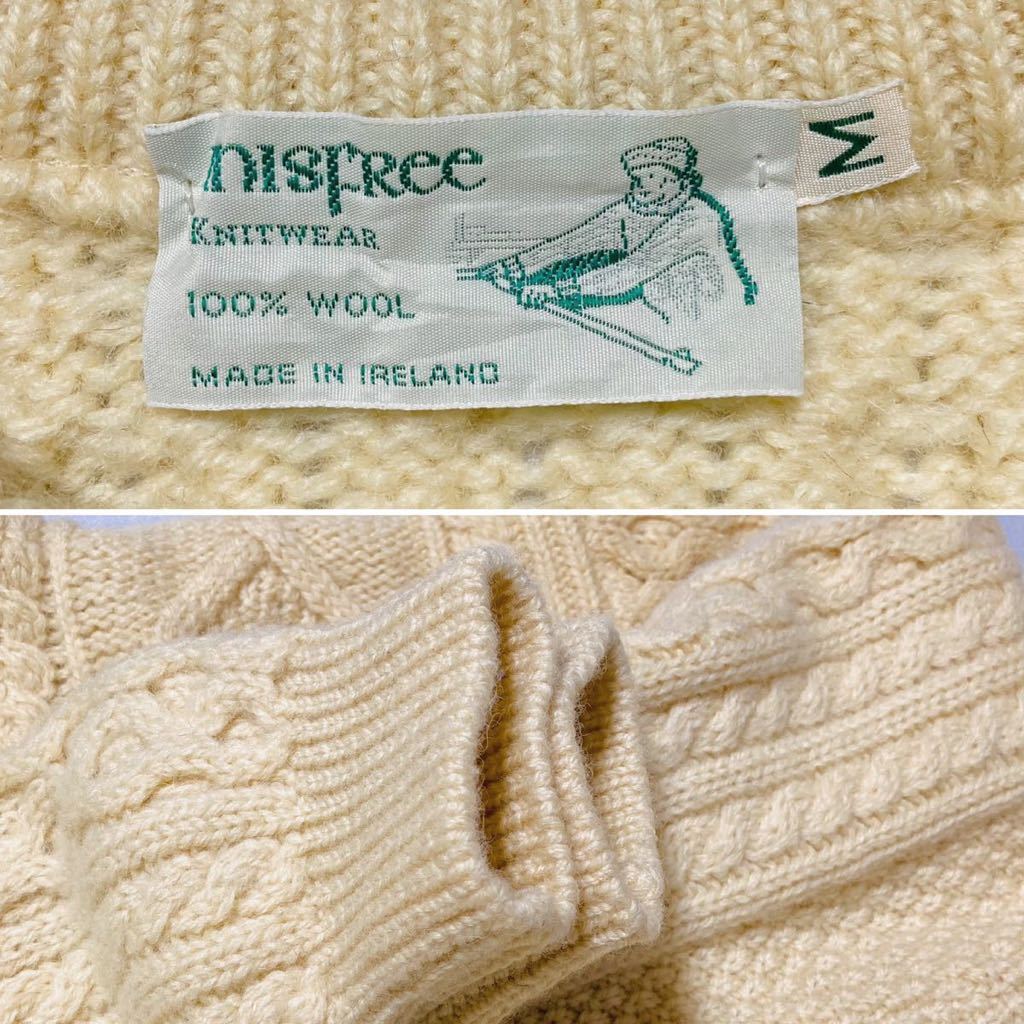 nisfree
KNITWEAR
100% WOOL
MADE IN IRELAND
M